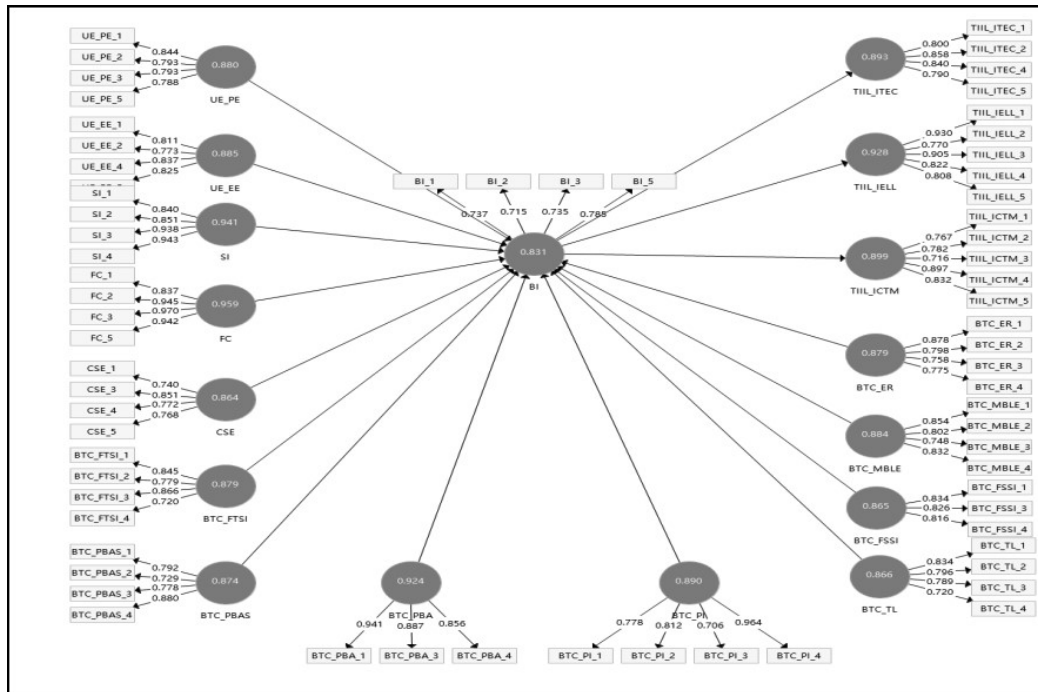 UE_PE_1
UE_PE_2
UE_PE_3
UE_PE_5
0.844
0.793
0.793
0.788
0.880
UE_PE
UE_EE_1
UE_EE_2
UE_EE_4
0.811
0.773
0.837
0.825
0.885
UE_EE
SI_1
SI_2
SI_3
SI_4
0.840
0.851
0.938
0.943
0.941
SI
FC_1
FC_2
FC_3
FC_5
0.837
0.945
0.970
0.942
0.959
FC
CSE_1
CSE_3
CSE_4
CSE_5
0.740
0.851
0.772
0.768
0.864
CSE
BTC_FTSI_1
BTC_FTSI_2
BTC_FTSI_3
BTC_FTSI_4
0.845
0.779
0.866
0.720
0.879
BTC_FTSI
BTC_PBAS_1
BTC_PBAS_2
BTC_PBAS_3
BTC_PBAS_4
0.792
0.729
0.778
0.880
0.874
BTC_PBAS
BI_1
BI_2
BI_3
BI_5
0.737
0.715
0.735
0.785
0.831
BI
0.924
BTC_PBA
0.941
0.887
0.856
BTC_PBA_1
BTC_PBA_3
BTC_PBA_4
0.890
BTC_PI
0.778
0.812
0.706
0.964
BTC_PI_1
BTC_PI_2
BTC_PI_3
BTC_PI_4
TIIL_ITEC_1
TIIL_ITEC_2
TIIL_ITEC_4
TIIL_ITEC_5
0.800
0.858
0.840
0.790
0.893
TIIL_ITEC
TIIL_IELL_1
TIIL_IELL_2
TIIL_IELL_3
TIIL_IELL_4
TIIL_IELL_5
0.930
0.770
0.905
0.822
0.808
0.928
TIIL_IELL
TIIL_ICTM_1
TIIL_ICTM_2
TIIL_ICTM_3
TIIL_ICTM_4
TIIL_ICTM_5
0.767
0.782
0.716
0.897
0.832
0.899
TIIL_ICTM
BTC_ER_1
BTC_ER_2
BTC_ER_3
BTC_ER_4
0.878
0.798
0.758
0.775
0.879
BTC_ER
BTC_MBLE_1
BTC_MBLE_2
BTC_MBLE_3
BTC_MBLE_4
0.854
0.802
0.748
0.832
0.884
BTC_MBLE
BTC_FSSI_1
BTC_FSSI_3
BTC_FSSI_4
0.834
0.826
0.816
0.865
BTC_FSSI
BTC_TL_1
BTC_TL_2
BTC_TL_3
BTC_TL_4
0.834
0.796
0.789
0.720
0.866
BTC_TL